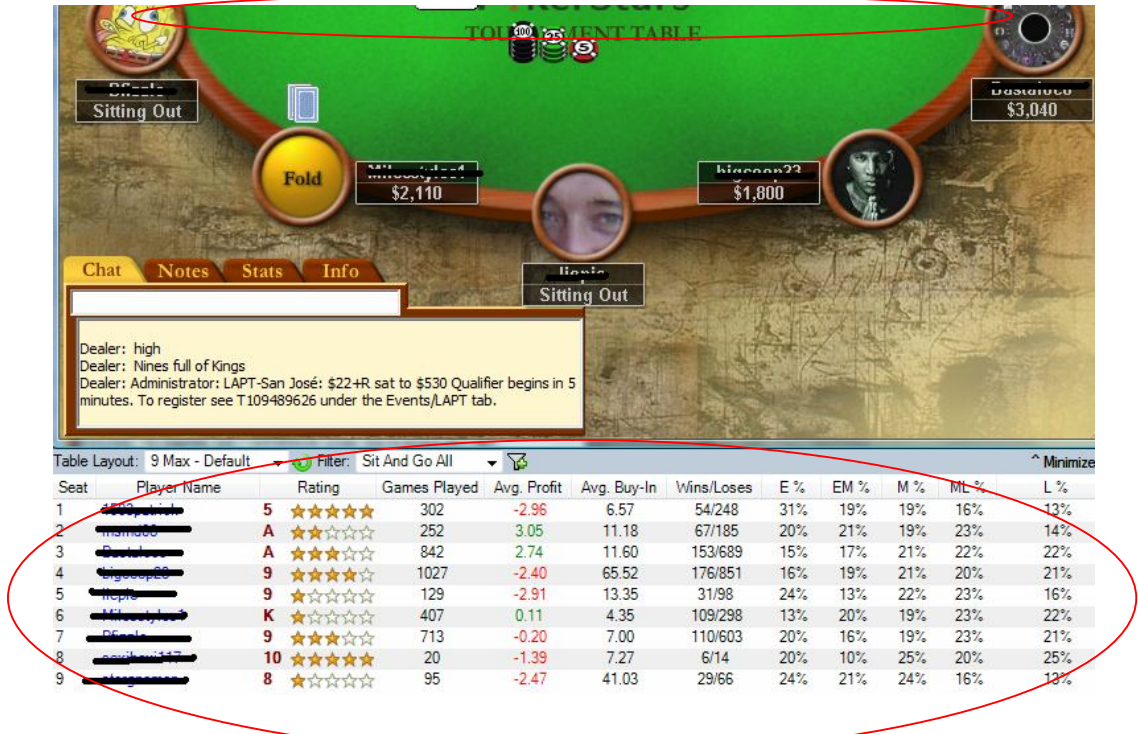 TOURNAMENT TABLE
100
25
5
Sitting Out
$3,040
Fold
$2,110
$1,800
Sitting Out
Chat Notes Stats Info
Dealer: high
Dealer: Nines full of Kings
Dealer: Administrator: LAPT-San José: $22+R sat to $530 Qualifier begins in 5
minutes. To register see T109489626 under the Events/LAPT tab.
Table Layout: 9 Max - Default Filter: Sit And Go All ^ Minimize
Seat Player Name Rating Games Played Avg. Profit Avg. Buy-In Wins/Loses E % EM % M % ML % L %
1 5 302 -2.96 6.57 54/248 31% 19% 19% 16% 13%
2 A 252 3.05 11.18 67/185 20% 21% 19% 23% 14%
3 A 842 2.74 11.60 153/689 15% 17% 21% 22% 22%
4 9 1027 -2.40 65.52 176/851 16% 19% 21% 20% 21%
5 9 129 -2.91 13.35 31/98 24% 13% 22% 23% 16%
6 K 407 0.11 4.35 109/298 13% 20% 19% 23% 22%
7 9 713 -0.20 7.00 110/603 20% 16% 19% 23% 21%
8 10 20 -1.39 7.27 6/14 20% 10% 25% 20% 25%
9 8 95 -2.47 41.03 29/66 24% 21% 24% 16% 13%